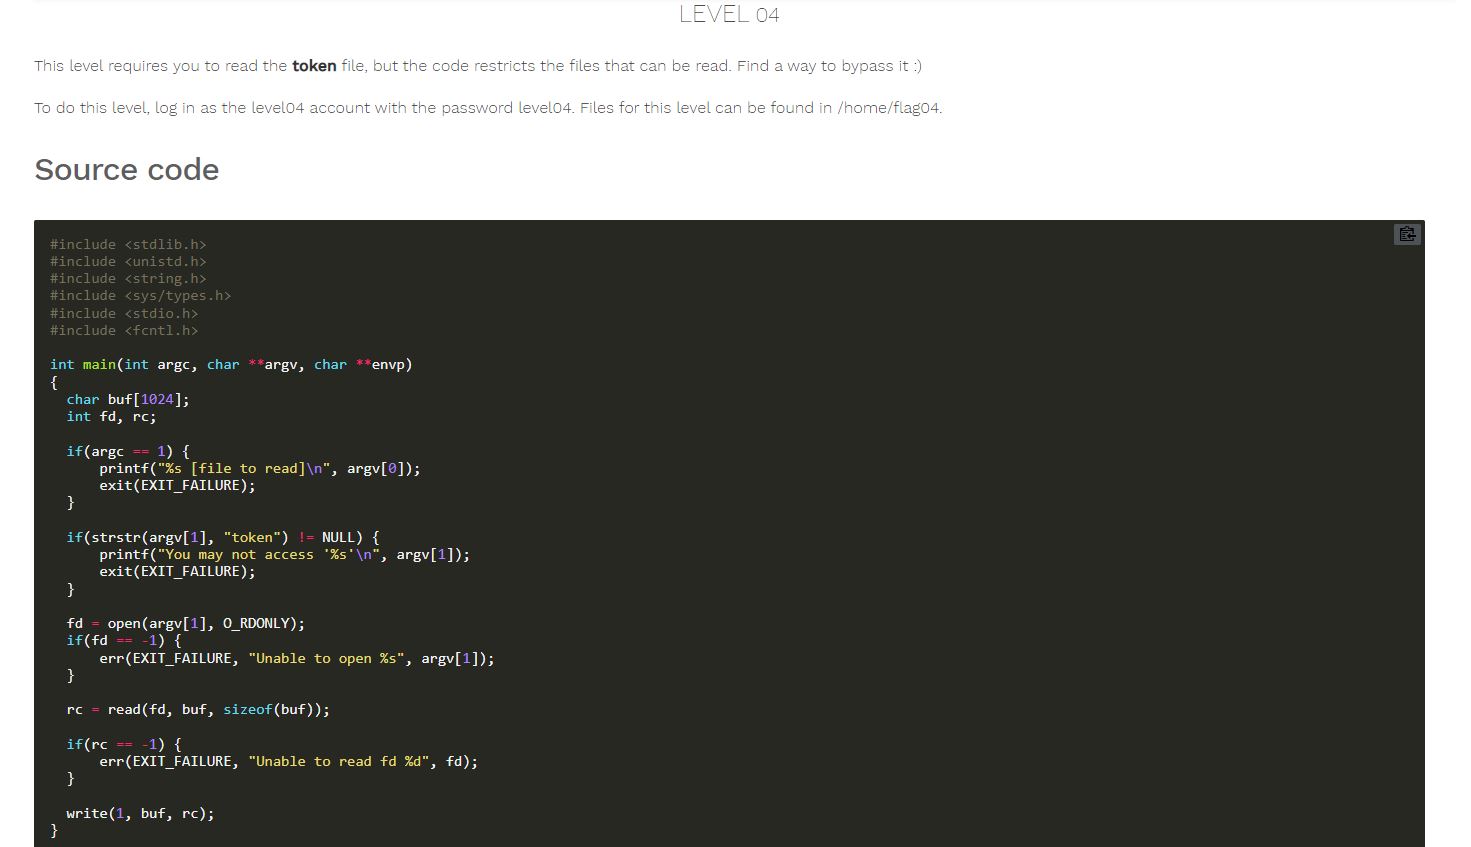 LEVEL 04
This level requires you to read the token file, but the code restricts the files that can be read. Find a way to bypass it :)
To do this level, log in as the level04 account with the password level04. Files for this level can be found in /home/flag04.
Source code
#include <stdlib.h>
#include <unistd.h>
#include <string.h>
#include <sys/types.h>
#include <stdio.h>
#include <fcntl.h>
int main(int argc, char **argv, char **envp)
{
  char buf[1024];
  int fd, rc;
  if(argc == 1) {
      printf("%s [file to read]\n", argv[0]);
      exit(EXIT_FAILURE);
  }
  if(strstr(argv[1], "token") != NULL) {
      printf("You may not access '%s'\n", argv[1]);
      exit(EXIT_FAILURE);
  }
  fd = open(argv[1], O_RDONLY);
  if(fd == -1) {
      err(EXIT_FAILURE, "Unable to open %s", argv[1]);
  }
  rc = read(fd, buf, sizeof(buf));
  if(rc == -1) {
      err(EXIT_FAILURE, "Unable to read fd %d", fd);
  }
  write(1, buf, rc);
}